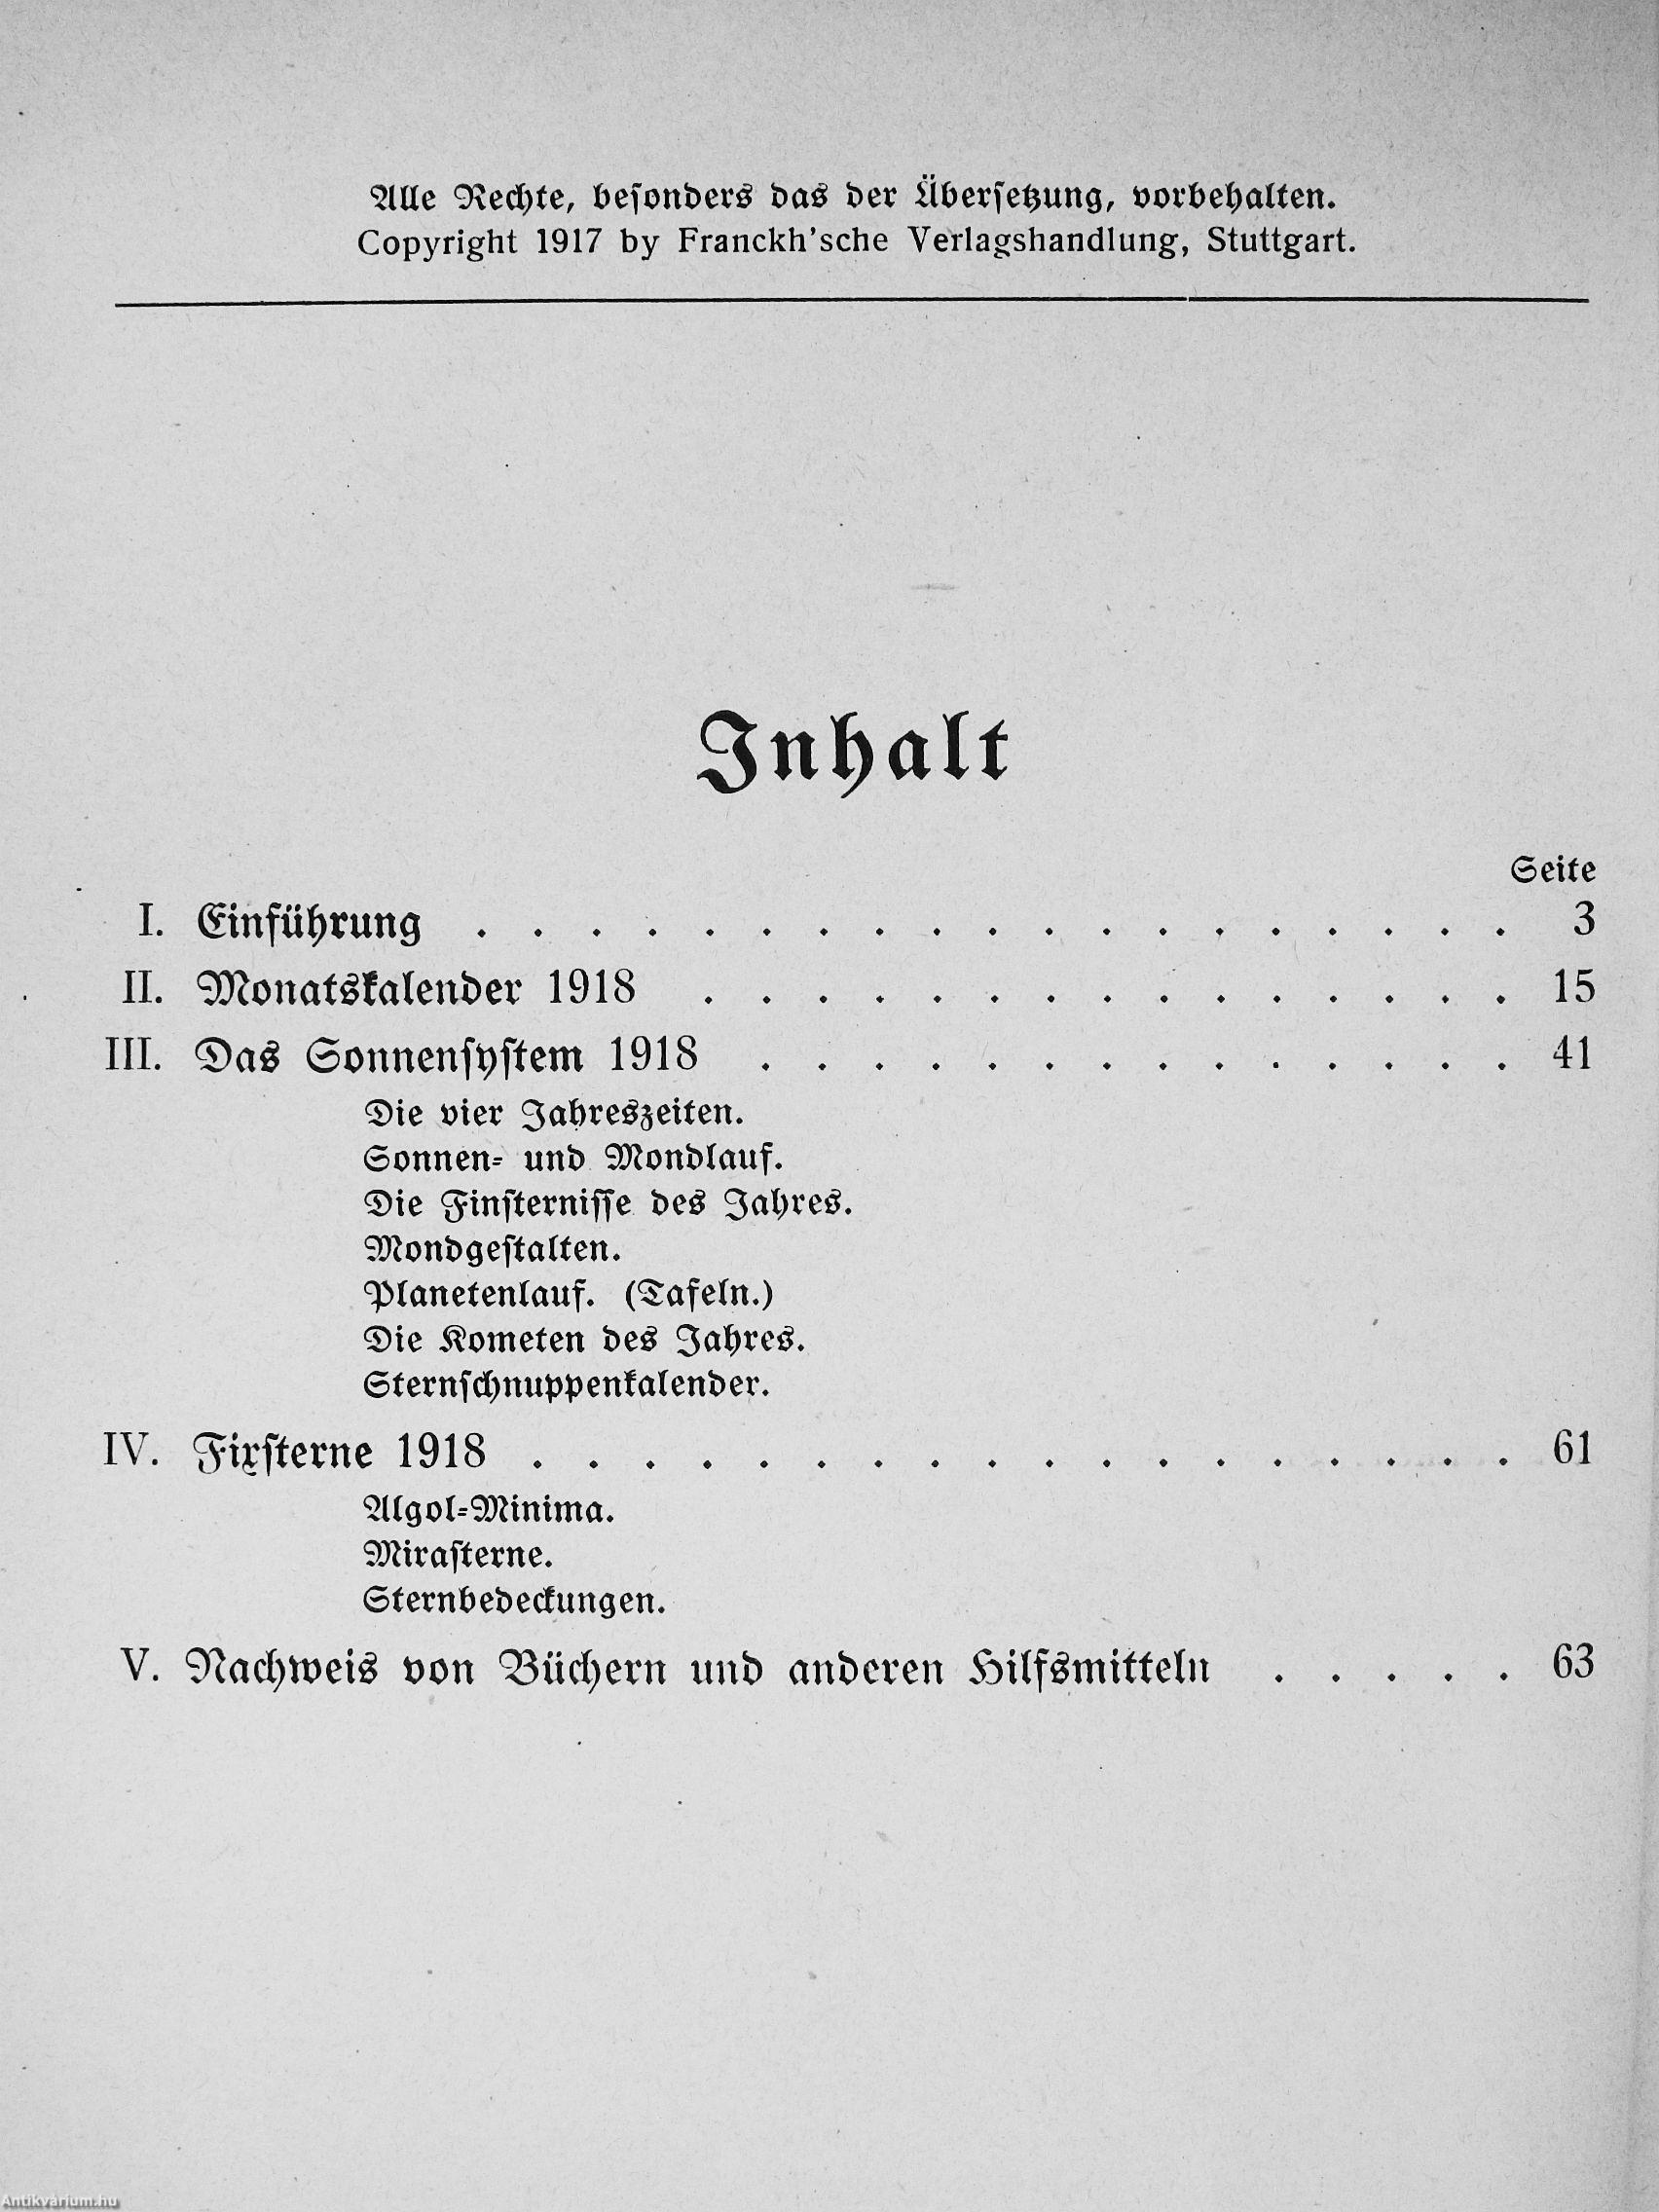 Alle Rechte, besonders das der Übersetzung, vorbehalten.
Copyright 1917 by Franckh'sche Verlagshandlung, Stuttgart.
Inhalt
Seite
I. Einführung . . . . . . . . . . . . . . . . . . . 3
II. Monatskalender 1918 . . . . . . . . . . . . . . . 15
III. Das Sonnensystem 1918 . . . . . . . . . . . . . . 41
Die vier Jahreszeiten.
Sonnen- und Mondlauf.
Die Finsternisse des Jahres.
Mondgestalten.
Planetenlauf. (Tafeln.)
Die Kometen des Jahres.
Sternschnuppenkalender.
IV. Fixsterne 1918 . . . . . . . . . . . . . . . . . . 61
Algol-Minima.
Mirasterne.
Sternbedeckungen.
V. Nachweis von Büchern und anderen Hilfsmitteln . . . . . 63
Antikvarium.hu